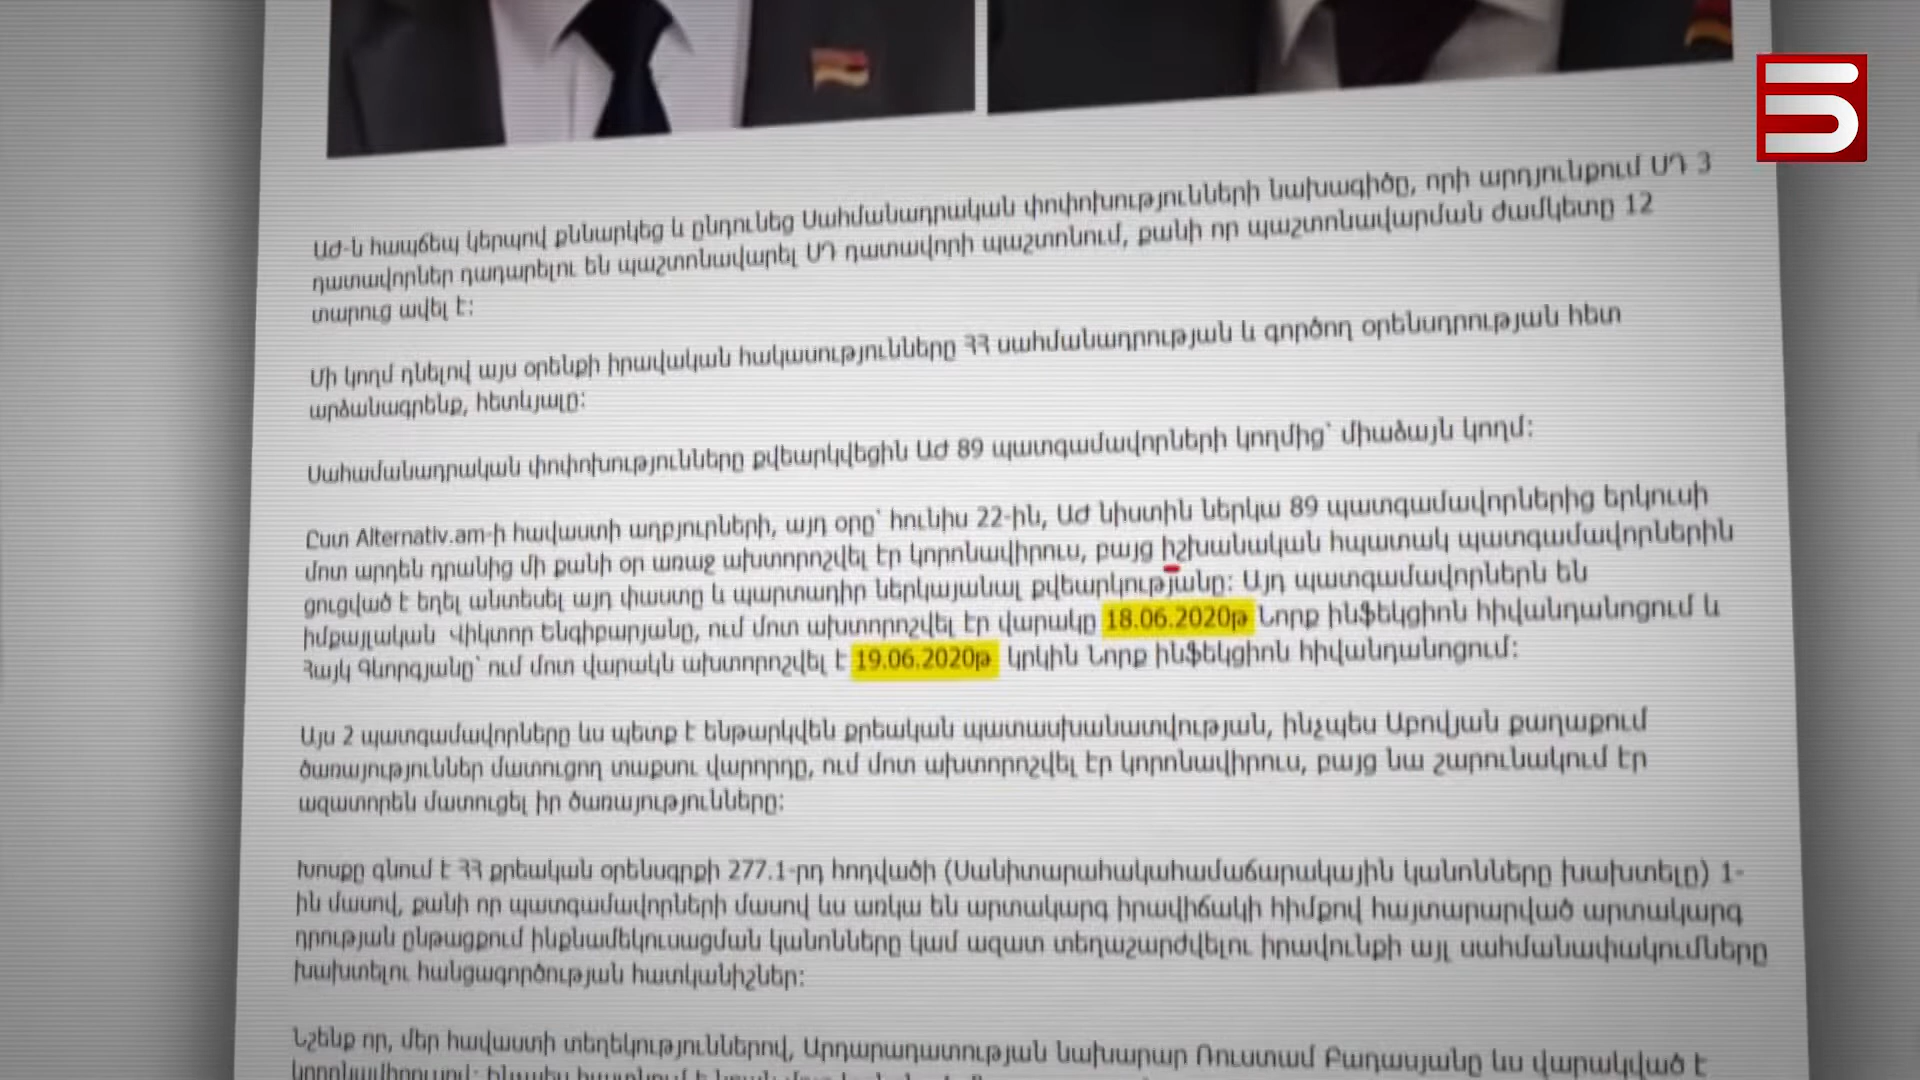 ԱԺ-ն հապճեպ կերպով քննարկեց և ընդունեց Սահմանադրական փոփոխությունների նախագիծը, որի արդյունքում ՍԴ 3
դատավորներ դադարելու են պաշտոնավարել ՍԴ դատավորի պաշտոնում, քանի որ պաշտոնավարման ժամկետը 12
տարուց ավել է:
Մի կողմ դնելով այս օրենքի իրավական հակասությունները ՀՀ սահմանադրության և գործող օրենսդրության հետ
արձանագրենք, հետևյալը:
Սահամանադրական փոփոխությունները քվեարկվեցին ԱԺ 89 պատգամավորների կողմից՝ միաձայն կողմ:
Ըստ Alternativ.am-ի հավաստի աղբյուրների, այդ օրը՝ հունիս 22-ին, ԱԺ նիստին ներկա 89 պատգամավորներից երկուսի
մոտ արդեն դրանից մի քանի օր առաջ ախտորոշվել էր կորոնավիրուս, բայց իշխանական հպատակ պատգամավորներին
ցուցված է եղել անտեսել այդ փաստը և պարտադիր ներկայանալ քվեարկությանը: Այդ պատգամավորներն են
իմքայլական Վիկտոր Ենգիբարյանը, ում մոտ ախտորոշվել էր վարակը 18.06.2020թ Նորք ինֆեկցիոն հիվանդանոցում և
Հայկ Գևորգյանը՝ ում մոտ վարակն ախտորոշվել է 19.06.2020թ կրկին Նորք ինֆեկցիոն հիվանդանոցում:
Այս 2 պատգամավորները ևս պետք է ենթարկվեն քրեական պատասխանատվության, ինչպես Աբովյան քաղաքում
ծառայություններ մատուցող տաքսու վարորդը, ում մոտ ախտորոշվել էր կորոնավիրուս, բայց նա շարունակում էր
ազատորեն մատուցել իր ծառայությունները:
Խոսքը գնում է ՀՀ քրեական օրենսգրքի 277.1-րդ հոդվածի (Սանիտարահակահամաճարակային կանոնները խախտելը) 1-
ին մասով, քանի որ պատգամավորների մասով ևս առկա են արտակարգ իրավիճակի հիմքով հայտարարված արտակարգ
դրության ընթացքում ինքնամեկուսացման կանոնները կամ ազատ տեղաշարժվելու իրավունքի այլ սահմանափակումները
խախտելու հանցագործության հատկանիշներ:
Նշենք որ, մեր հավաստի տեղեկություններով, Արդարադատության նախարար Ռուստամ Բադասյանը ևս վարակված է